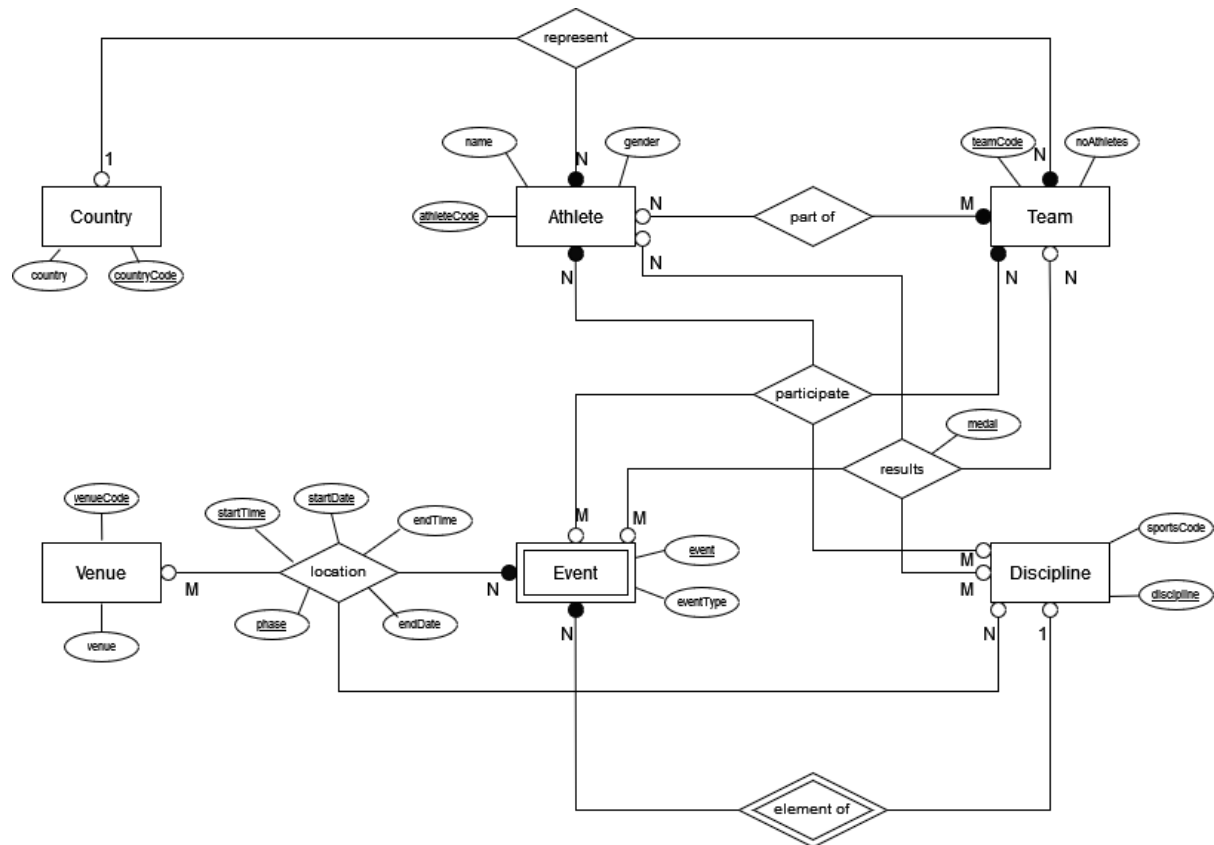 represent
1
N
N
name
gender
teamCode
noAthletes
Country
athleteCode
Athlete
N
part of
M
Team
country
countryCode
N
N
N
N
participate
medal
results
venueCode
startTime
startDate
endTime
M
M
event
sportsCode
Venue
M
location
N
Event
M
M
Discipline
venue
phase
endDate
eventType
discipline
N
N
1
element of